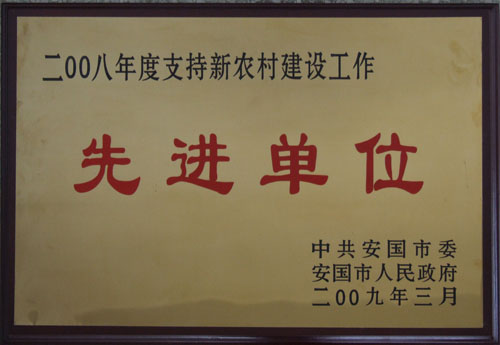 二00八年度支持新农村建设工作
先进单位
中共安国市委
安国市人民政府
二00九年三月